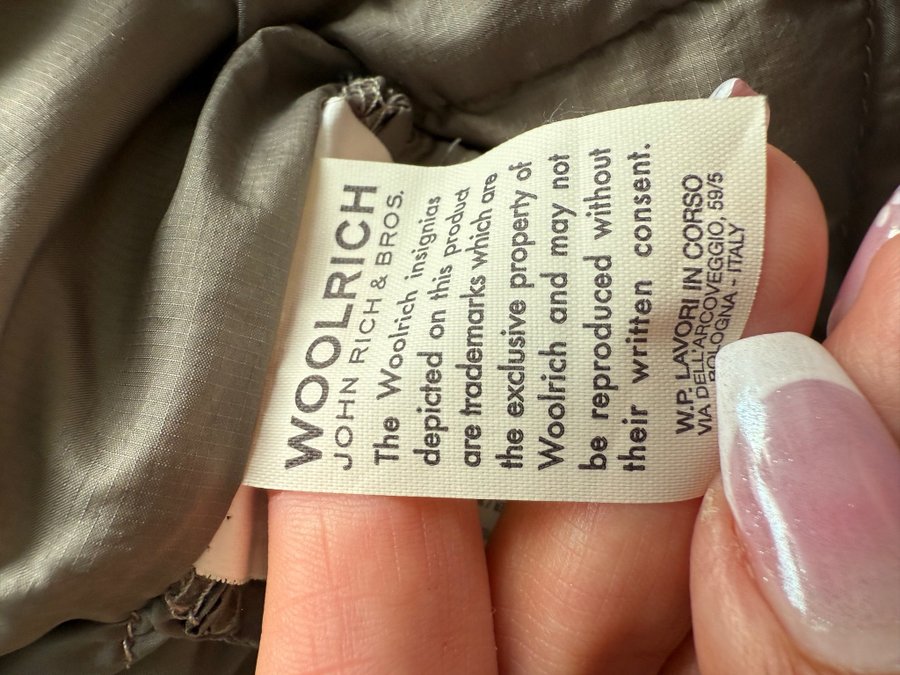 WOOLRICH
JOHN RICH & BROS.
The Woolrich insignias
depicted on this product
are trademarks which are
the exclusive property of
Woolrich and may not
be reproduced without
their written consent.
W.P. LAVORI IN CORSO
VIA DELL'ARCOVEGGIO, 59/5
BOLOGNA - ITALY